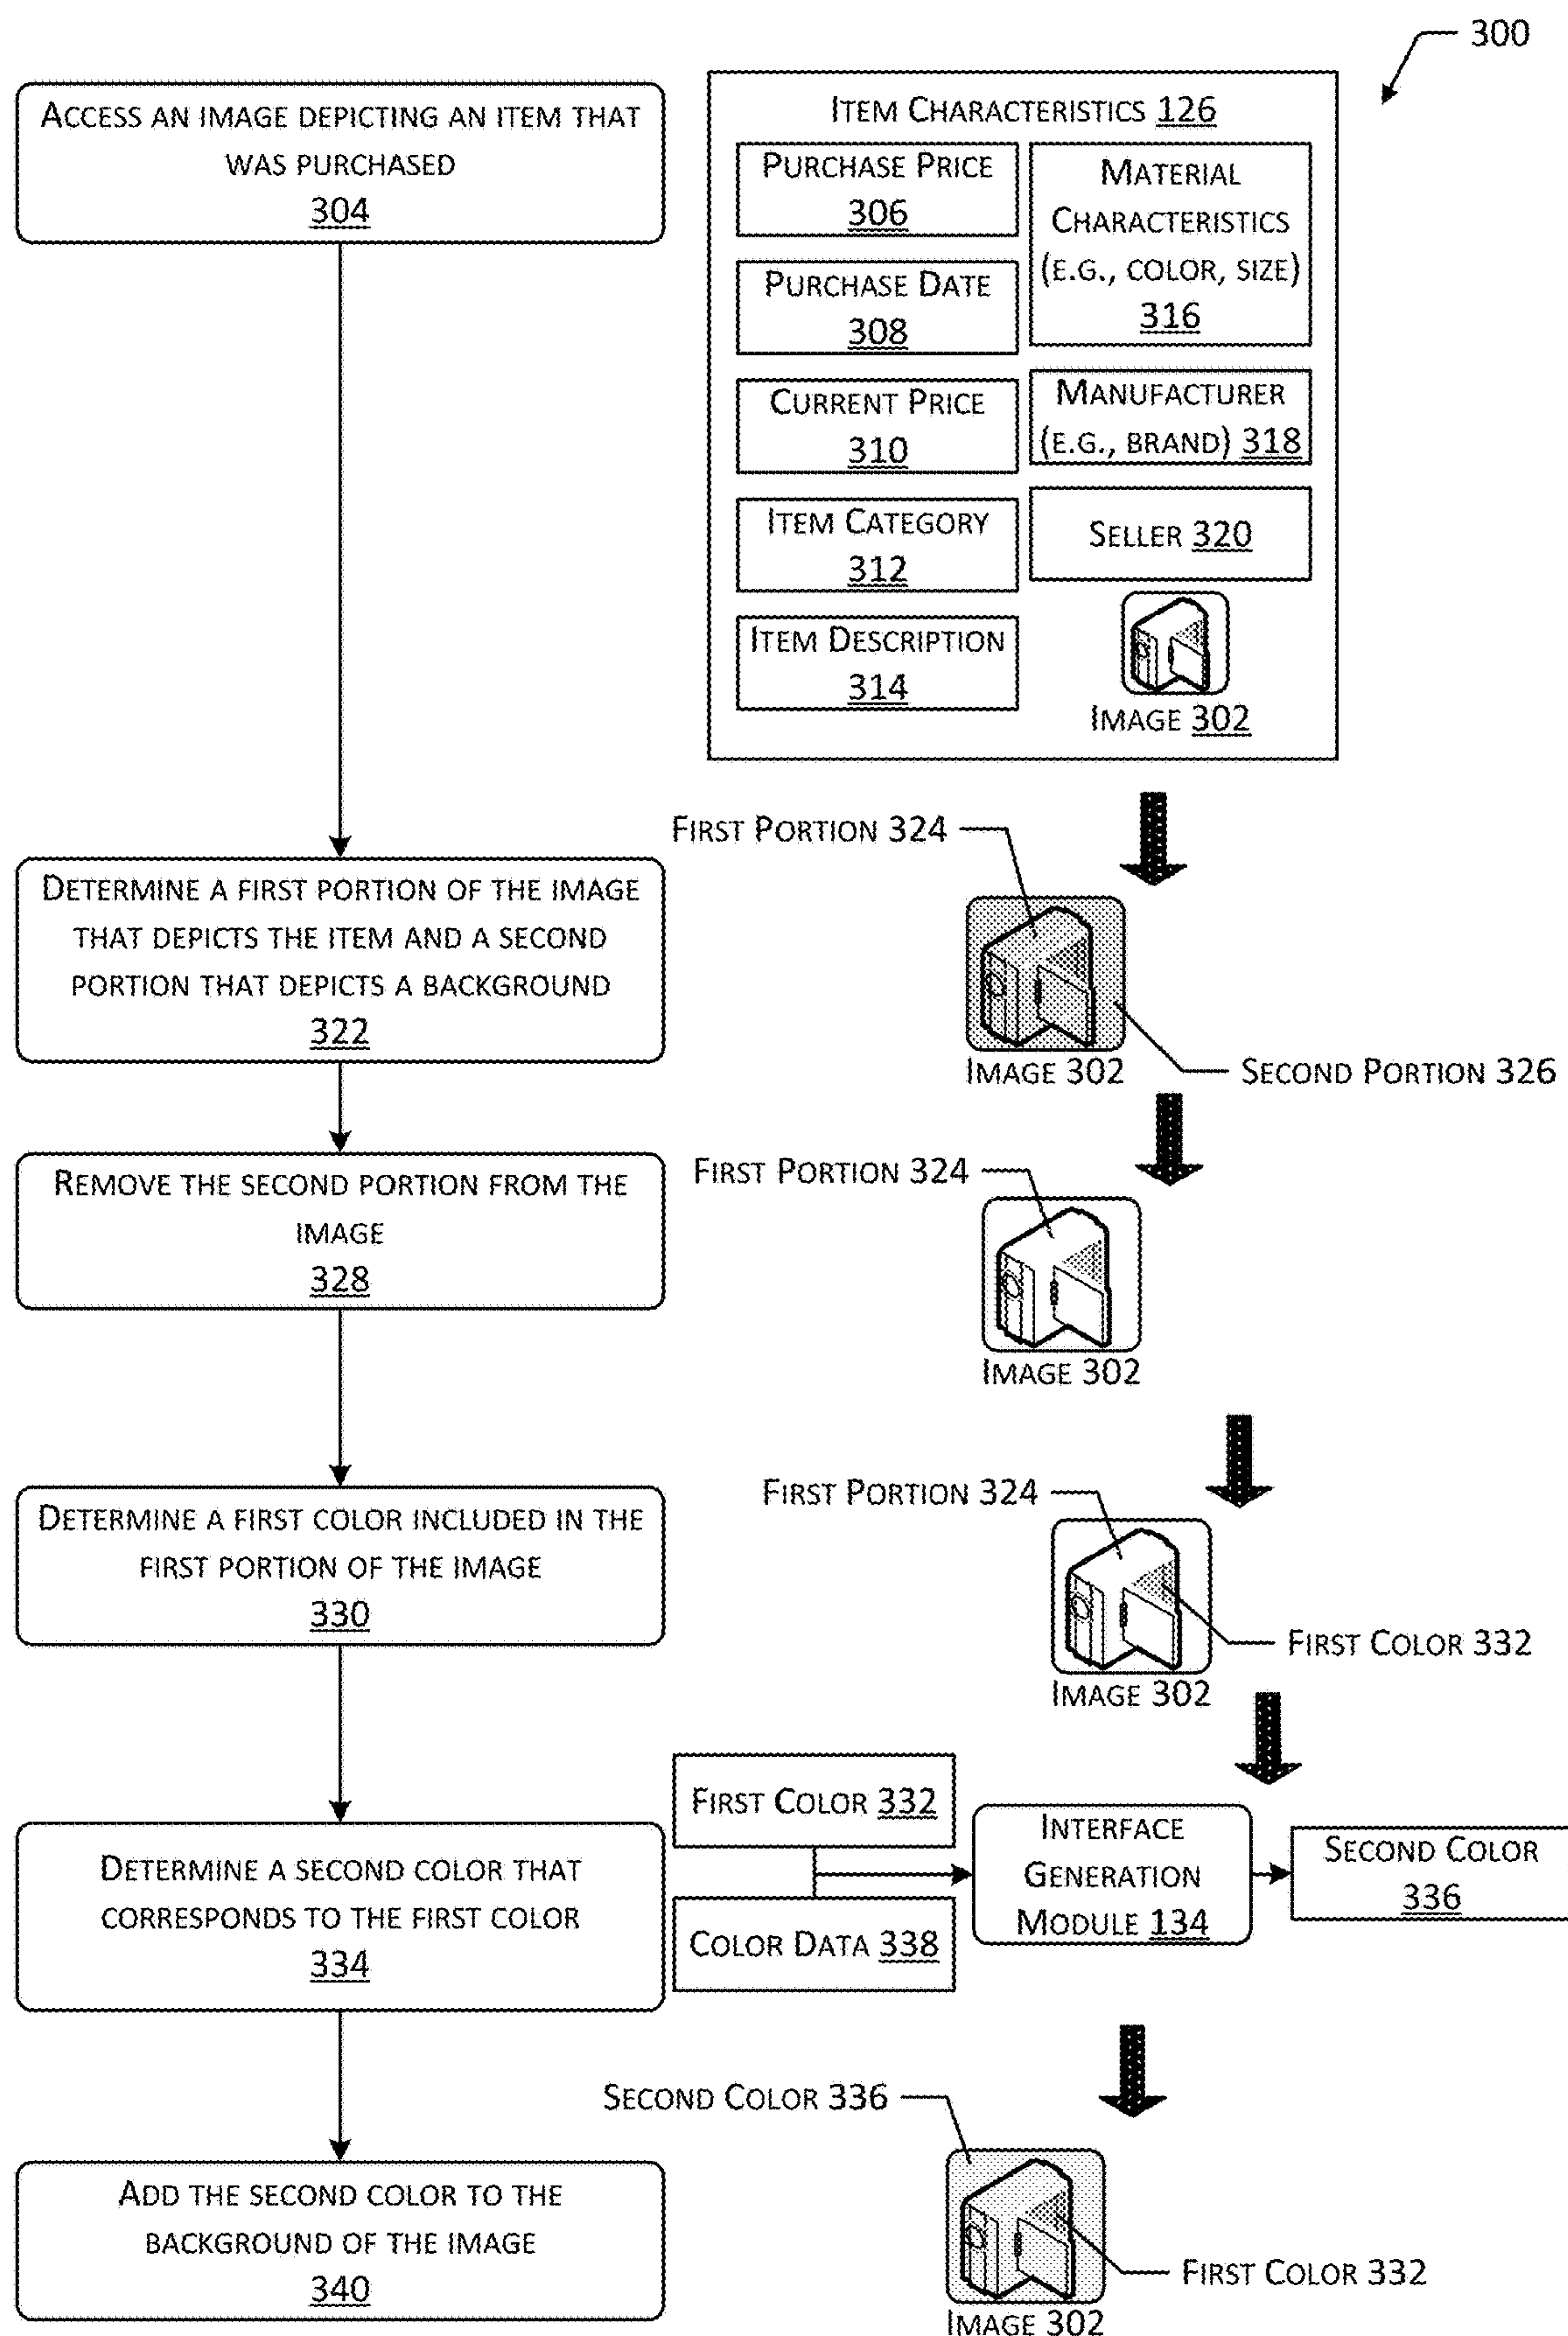 300
ACCESS AN IMAGE DEPICTING AN ITEM THAT
WAS PURCHASED
304
ITEM CHARACTERISTICS 126
PURCHASE PRICE
306
PURCHASE DATE
308
CURRENT PRICE
310
ITEM CATEGORY
312
ITEM DESCRIPTION
314
MATERIAL
CHARACTERISTICS
(E.G., COLOR, SIZE)
316
MANUFACTURER
(E.G., BRAND) 318
SELLER 320
IMAGE 302
DETERMINE A FIRST PORTION OF THE IMAGE
THAT DEPICTS THE ITEM AND A SECOND
PORTION THAT DEPICTS A BACKGROUND
322
FIRST PORTION 324
IMAGE 302
SECOND PORTION 326
REMOVE THE SECOND PORTION FROM THE
IMAGE
328
FIRST PORTION 324
IMAGE 302
DETERMINE A FIRST COLOR INCLUDED IN THE
FIRST PORTION OF THE IMAGE
330
FIRST PORTION 324
FIRST COLOR 332
IMAGE 302
DETERMINE A SECOND COLOR THAT
CORRESPONDS TO THE FIRST COLOR
334
FIRST COLOR 332
COLOR DATA 338
INTERFACE
GENERATION
MODULE 134
SECOND COLOR
336
ADD THE SECOND COLOR TO THE
BACKGROUND OF THE IMAGE
340
SECOND COLOR 336
FIRST COLOR 332
IMAGE 302